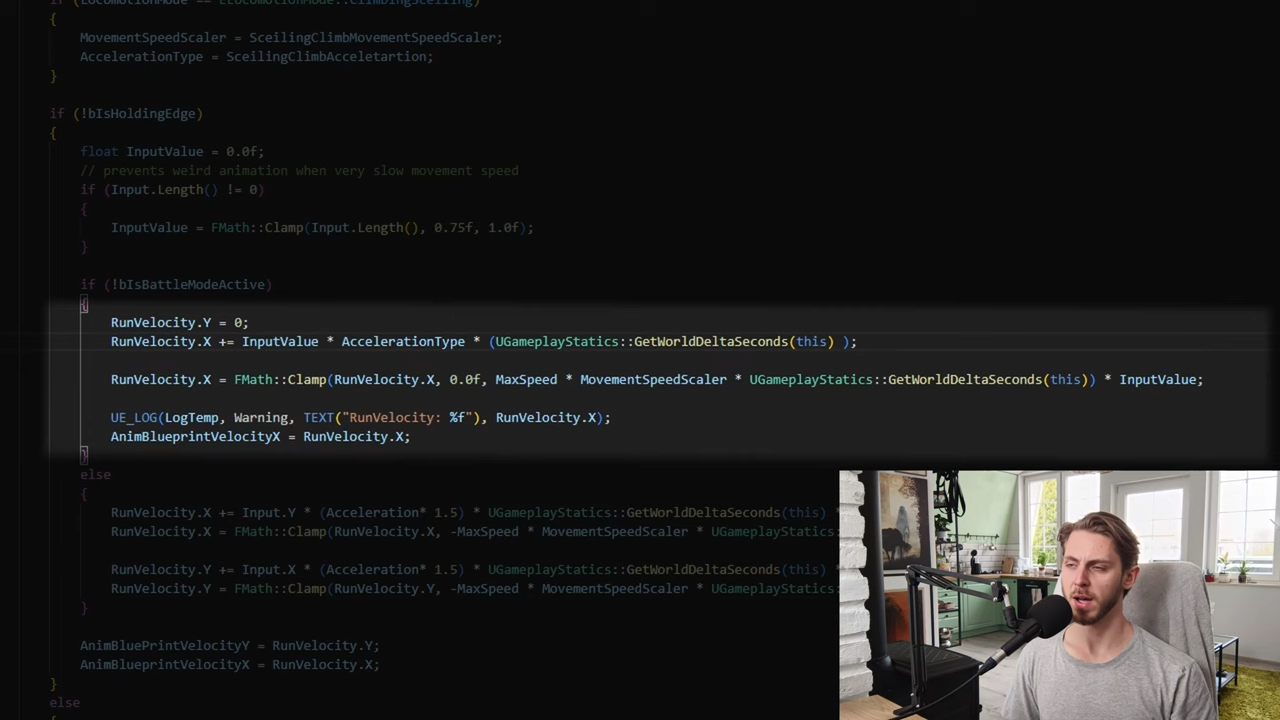 if (LocomotionMode == ELocomotionMode::ClimbingSceiling)
{
MovementSpeedScaler = SceilingClimbMovementSpeedScaler;
AccelerationType = SceilingClimbAcceletartion;
}
if (!bIsHoldingEdge)
{
float InputValue = 0.0f;
// prevents weird animation when very slow movement speed
if (Input.Length() != 0)
{
InputValue = FMath::Clamp(Input.Length(), 0.75f, 1.0f);
}
if (!bIsBattleModeActive)
{
RunVelocity.Y = 0;
RunVelocity.X += InputValue * AccelerationType * (UGameplayStatics::GetWorldDeltaSeconds(this) );
RunVelocity.X = FMath::Clamp(RunVelocity.X, 0.0f, MaxSpeed * MovementSpeedScaler * UGameplayStatics::GetWorldDeltaSeconds(this)) * InputValue;
UE_LOG(LogTemp, Warning, TEXT("RunVelocity: %f"), RunVelocity.X);
AnimBlueprintVelocityX = RunVelocity.X;
}
else
{
RunVelocity.X += Input.Y * (Acceleration* 1.5) * UGameplayStatics::GetWorldDeltaSeconds(this) *
RunVelocity.X = FMath::Clamp(RunVelocity.X, -MaxSpeed * MovementSpeedScaler * UGameplayStatics:
RunVelocity.Y += Input.X * (Acceleration* 1.5) * UGameplayStatics::GetWorldDeltaSeconds(this) *
RunVelocity.Y = FMath::Clamp(RunVelocity.Y, -MaxSpeed * MovementSpeedScaler * UGameplayStatics:
}
AnimBluePrintVelocityY = RunVelocity.Y;
AnimBlueprintVelocityX = RunVelocity.X;
}
else
{